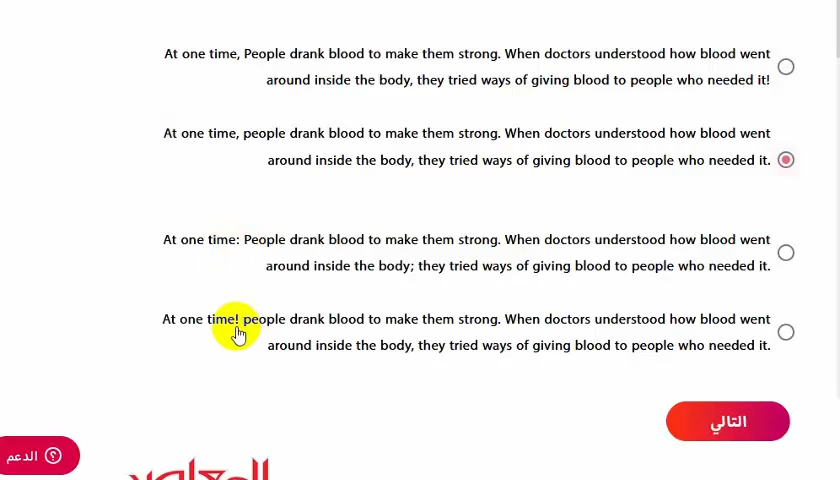 At one time, People drank blood to make them strong. When doctors understood how blood went
around inside the body, they tried ways of giving blood to people who needed it!
At one time, people drank blood to make them strong. When doctors understood how blood went
around inside the body, they tried ways of giving blood to people who needed it.
At one time: People drank blood to make them strong. When doctors understood how blood went
around inside the body; they tried ways of giving blood to people who needed it.
At one time! people drank blood to make them strong. When doctors understood how blood went
around inside the body, they tried ways of giving blood to people who needed it.
التالي
الدعم